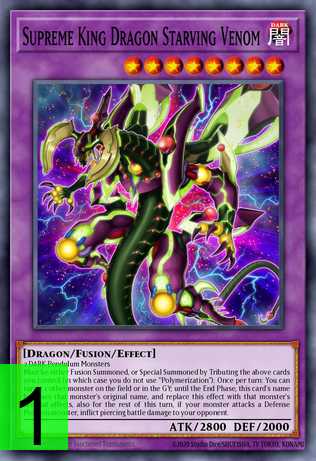 SUPREME KING DRAGON STARVING VENOM
DARK
闇
[DRAGON/FUSION/EFFECT]
2 DARK Pendulum Monsters
Must be either Fusion Summoned, or Special Summoned by Tributing the above cards
you control (in which case you do not use "Polymerization"). Once per turn: You can
other monster on the field or in the GY; until the End Phase, this card's name
that monster's original name, and replace this effect with that monster's
effects, also for the rest of this turn, if your monster attacks a Defense
monster, inflict piercing battle damage to your opponent.
ATK/2800 DEF/2000
1
©2020 Studio Dice/SHUEISHA, TV TOKYO, KONAMI